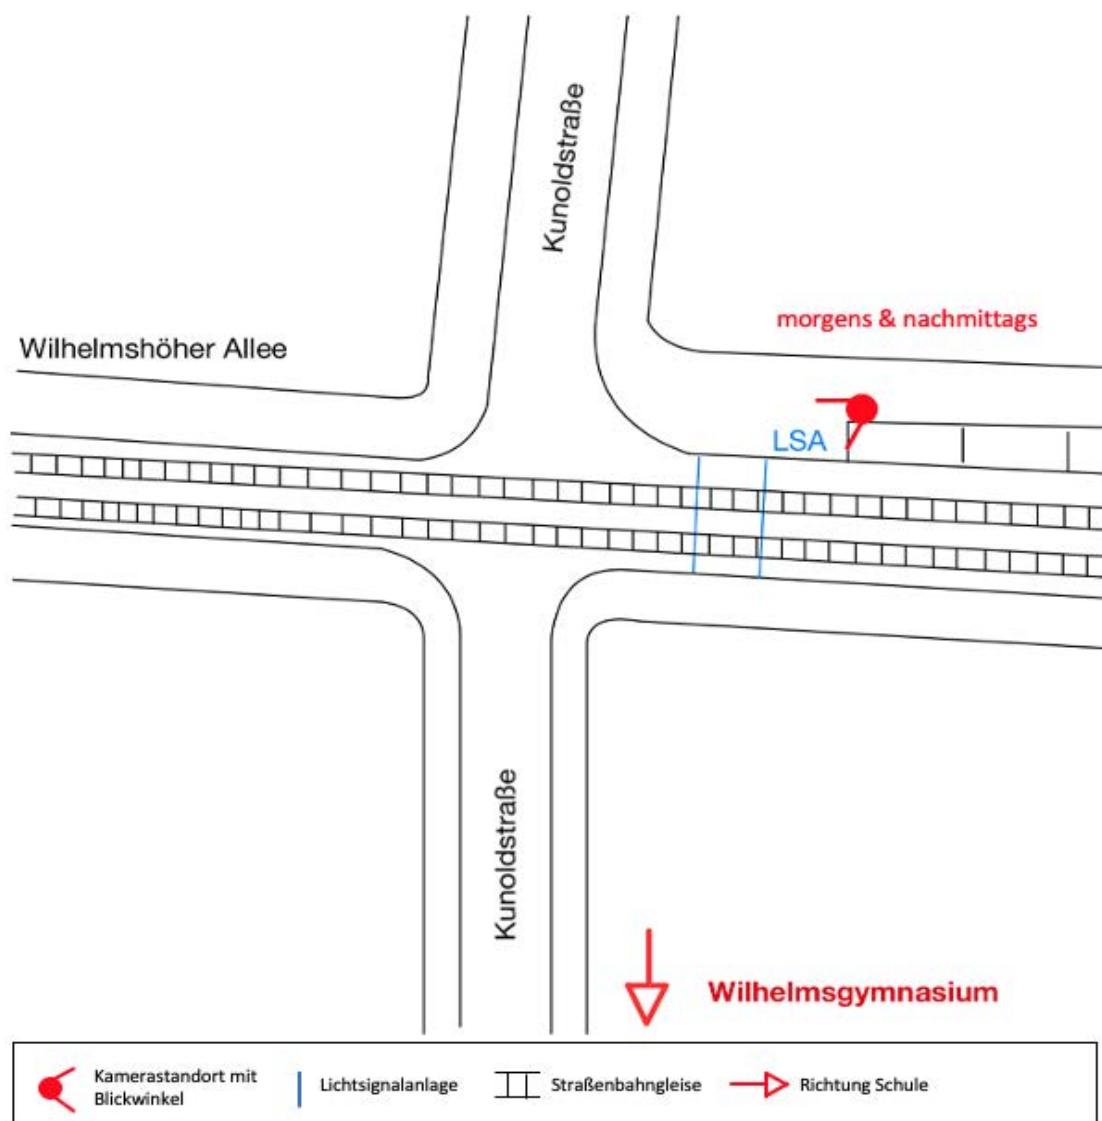 Kunoldstraße
morgens & nachmittags
Wilhelmshöher Allee
LSA
Kunoldstraße
Wilhelmsgymnasium
Kamerastandort mit
Blickwinkel
Lichtsignalanlage
Straßenbahngleise
Richtung Schule